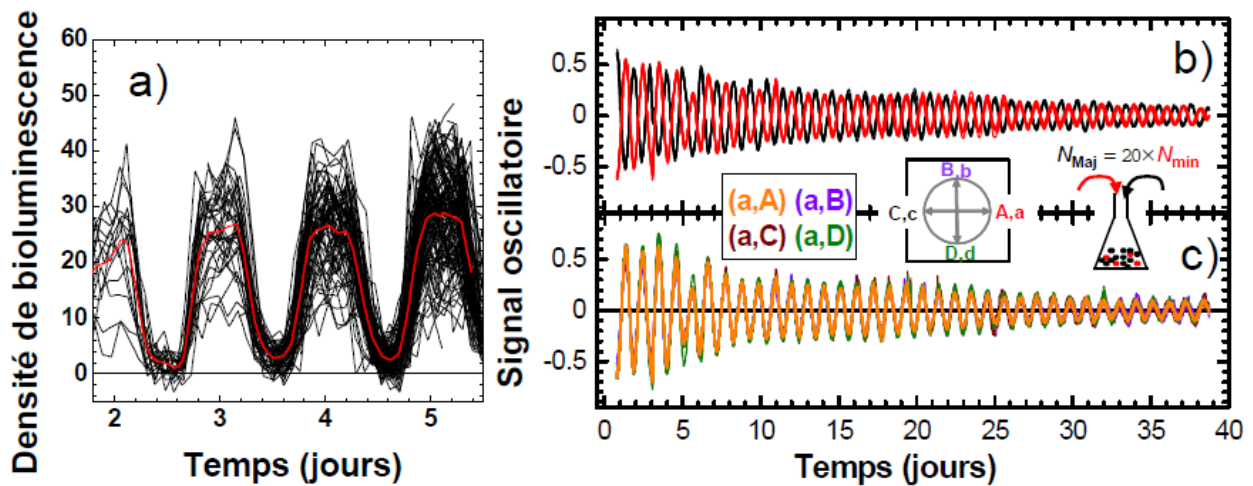 Densité de bioluminescence
60
50
40
30
20
10
0
a)
2
3
4
5
Temps (jours)
Signal oscillatoire
0.5
0
-0.5
b)
N_Maj = 20×N_min
(a,A) (a,B)
(a,C) (a,D)
B,b
C,c
A,a
D,d
c)
0.5
0
-0.5
0
5
10
15
20
25
30
35
40
Temps (jours)